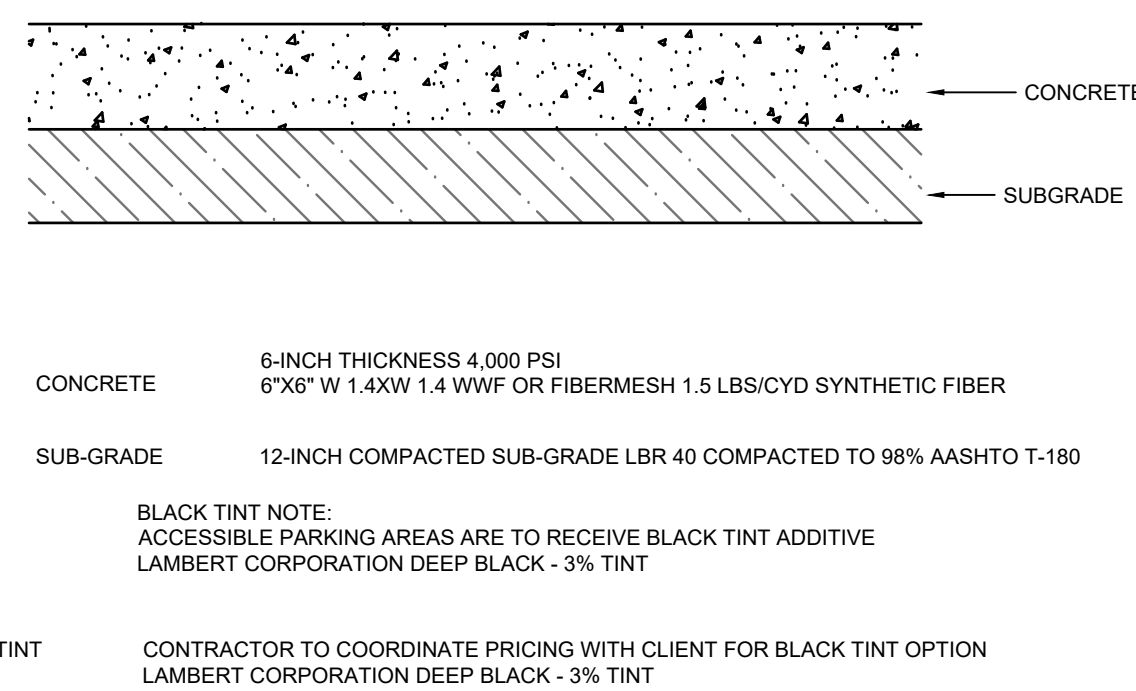 CONCRETE
SUBGRADE
CONCRETE
6-INCH THICKNESS 4,000 PSI
6"X6" W 1.4XW 1.4 WWF OR FIBERMESH 1.5 LBS/CYD SYNTHETIC FIBER
SUB-GRADE 12-INCH COMPACTED SUB-GRADE LBR 40 COMPACTED TO 98% AASHTO T-180
BLACK TINT NOTE:
ACCESSIBLE PARKING AREAS ARE TO RECEIVE BLACK TINT ADDITIVE
LAMBERT CORPORATION DEEP BLACK - 3% TINT
TINT CONTRACTOR TO COORDINATE PRICING WITH CLIENT FOR BLACK TINT OPTION
LAMBERT CORPORATION DEEP BLACK - 3% TINT